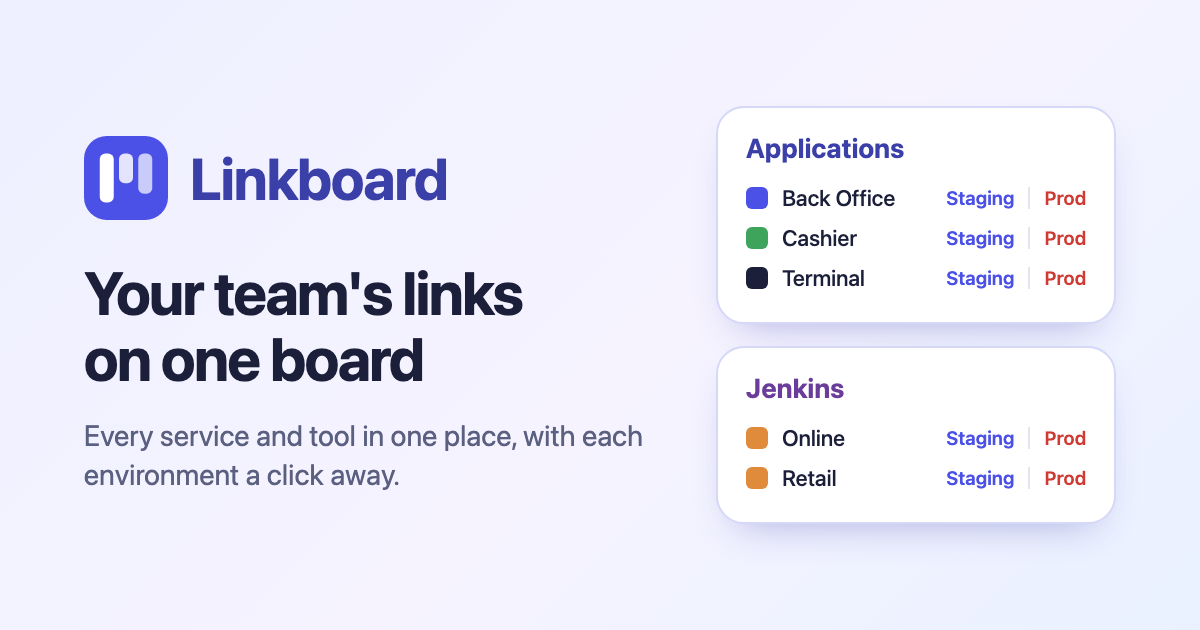 Linkboard
Your team's links
on one board
Every service and tool in one place, with each
environment a click away.
Applications
Back Office Staging Prod
Cashier Staging Prod
Terminal Staging Prod
Jenkins
Online Staging Prod
Retail Staging Prod